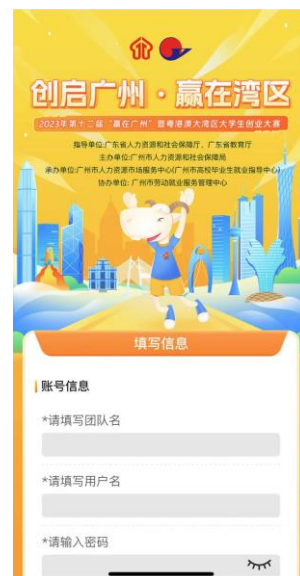 创启广州·赢在湾区
2023年第十二届“赢在广州”暨粤港澳大湾区大学生创业大赛
指导单位:广东省人力资源和社会保障厅，广东省教育厅
主办单位:广州市人力资源和社会保障局
承办单位:广州市人力资源市场服务中心(广州市高校毕业生就业指导中心)
协办单位: 广州市劳动就业服务管理中心
填写信息
账号信息
*请填写团队名
*请填写用户名
*请输入密码